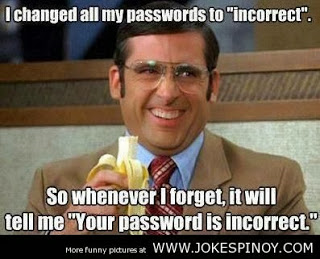 I changed all my passwords to "incorrect".
So whenever I forget, it will
tell me "Your password is incorrect."
More funny pictures at WWW.JOKESPINOY.COM